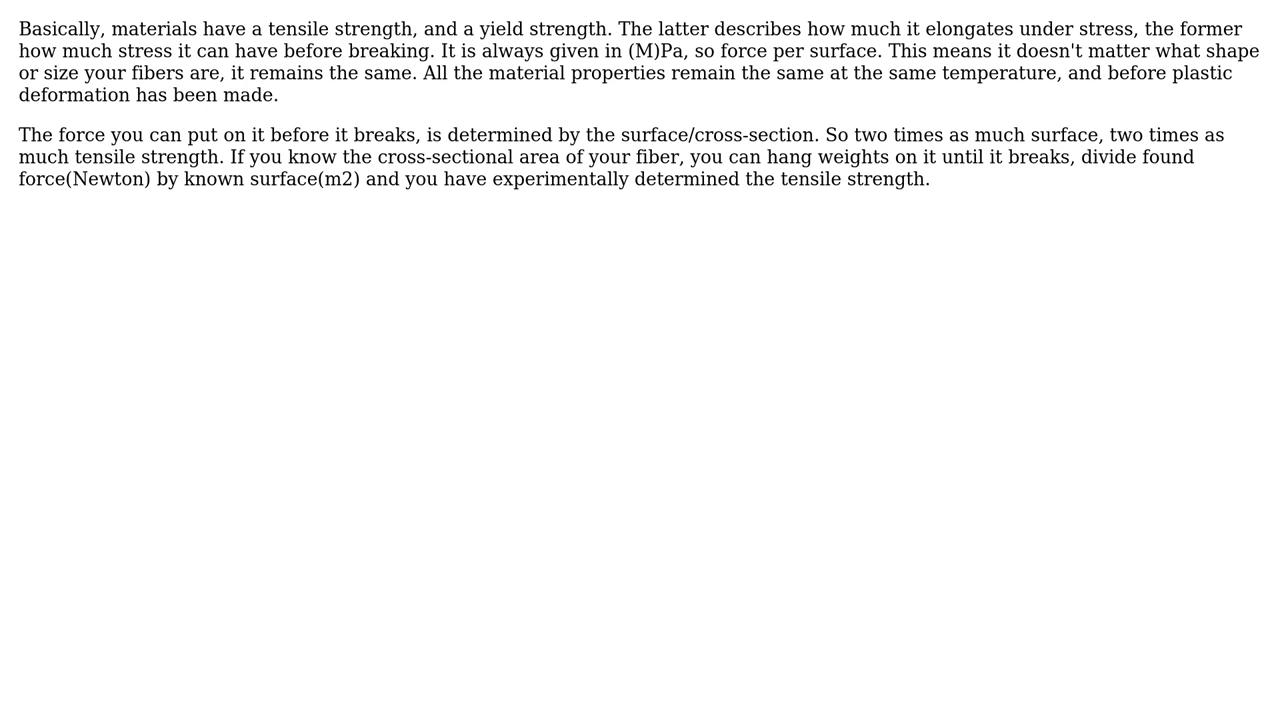 Basically, materials have a tensile strength, and a yield strength. The latter describes how much it elongates under stress, the former
how much stress it can have before breaking. It is always given in (M)Pa, so force per surface. This means it doesn't matter what shape
or size your fibers are, it remains the same. All the material properties remain the same at the same temperature, and before plastic
deformation has been made.
The force you can put on it before it breaks, is determined by the surface/cross-section. So two times as much surface, two times as
much tensile strength. If you know the cross-sectional area of your fiber, you can hang weights on it until it breaks, divide found
force(Newton) by known surface(m2) and you have experimentally determined the tensile strength.